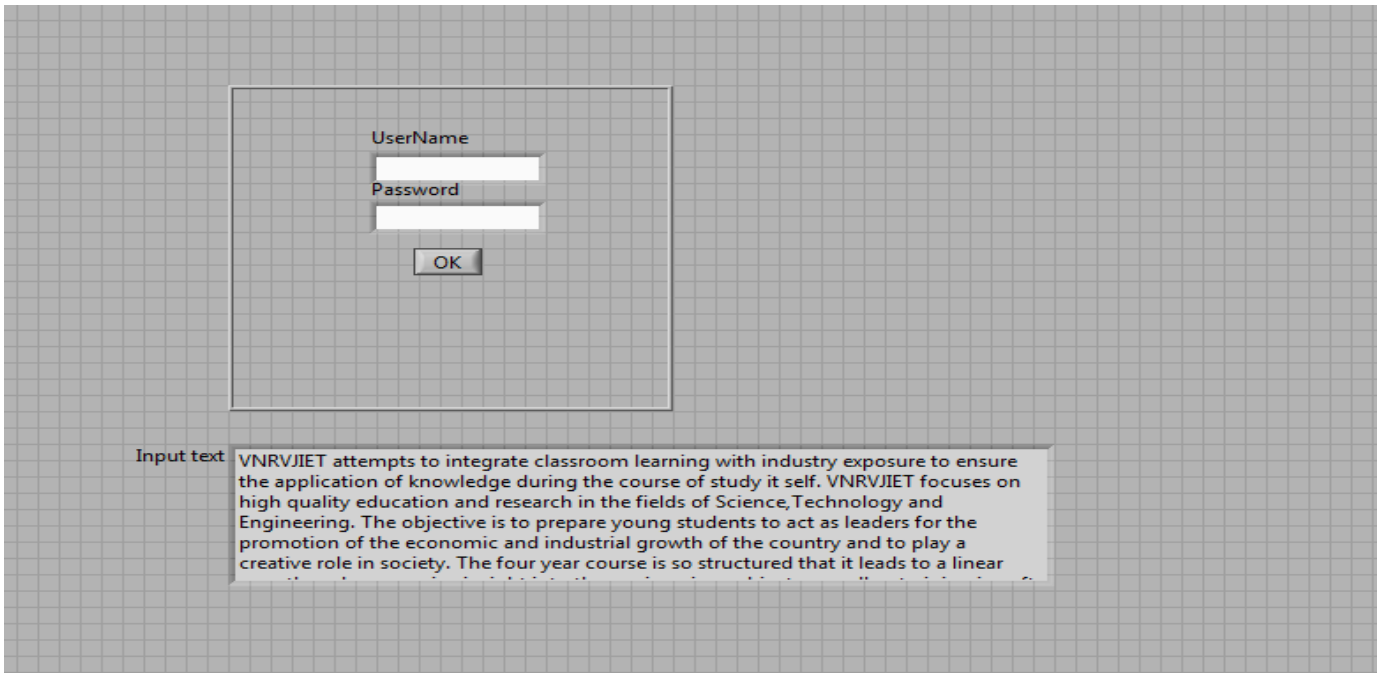 UserName
Password
OK
Input text
VNRVJIET attempts to integrate classroom learning with industry exposure to ensure
the application of knowledge during the course of study it self. VNRVJIET focuses on
high quality education and research in the fields of Science,Technology and
Engineering. The objective is to prepare young students to act as leaders for the
promotion of the economic and industrial growth of the country and to play a
creative role in society. The four year course is so structured that it leads to a linear